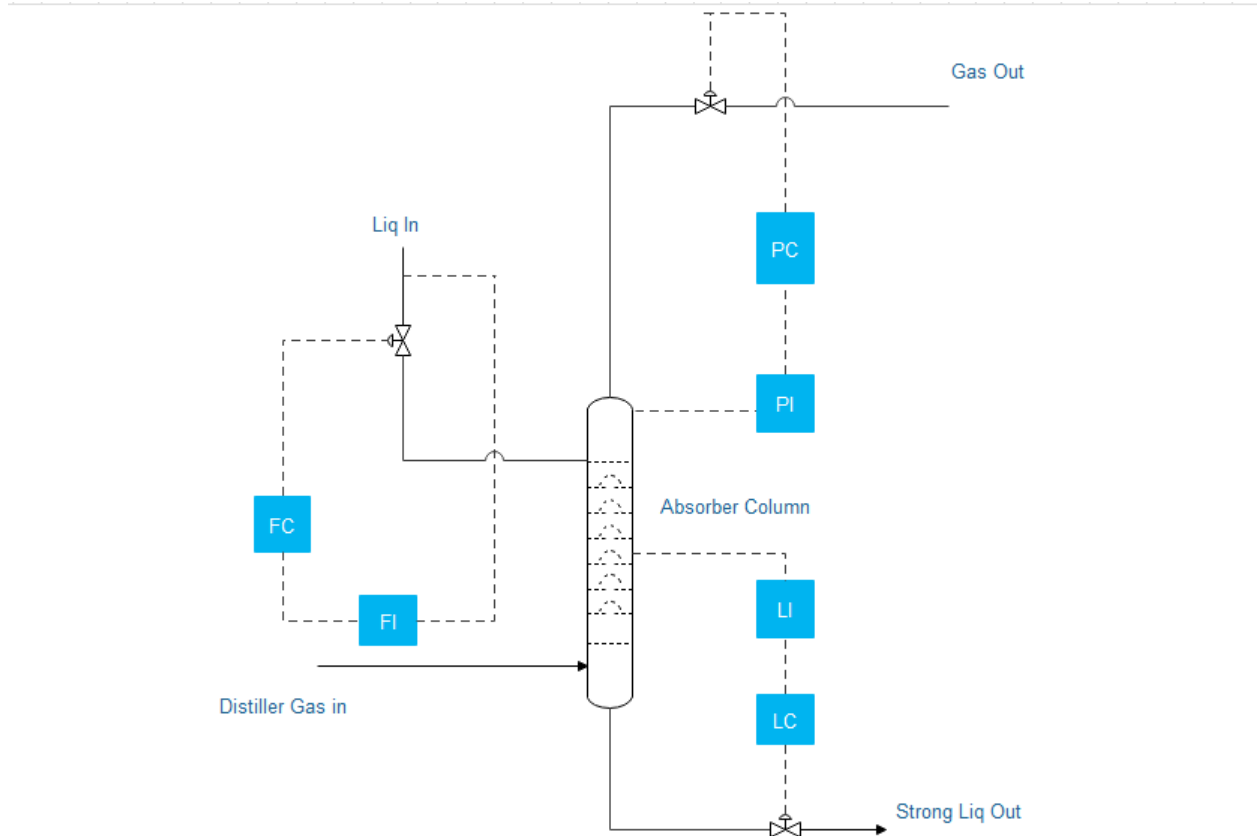 Gas Out
Liq In
PC
PI
Absorber Column
FC
LI
FI
Distiller Gas in
LC
Strong Liq Out